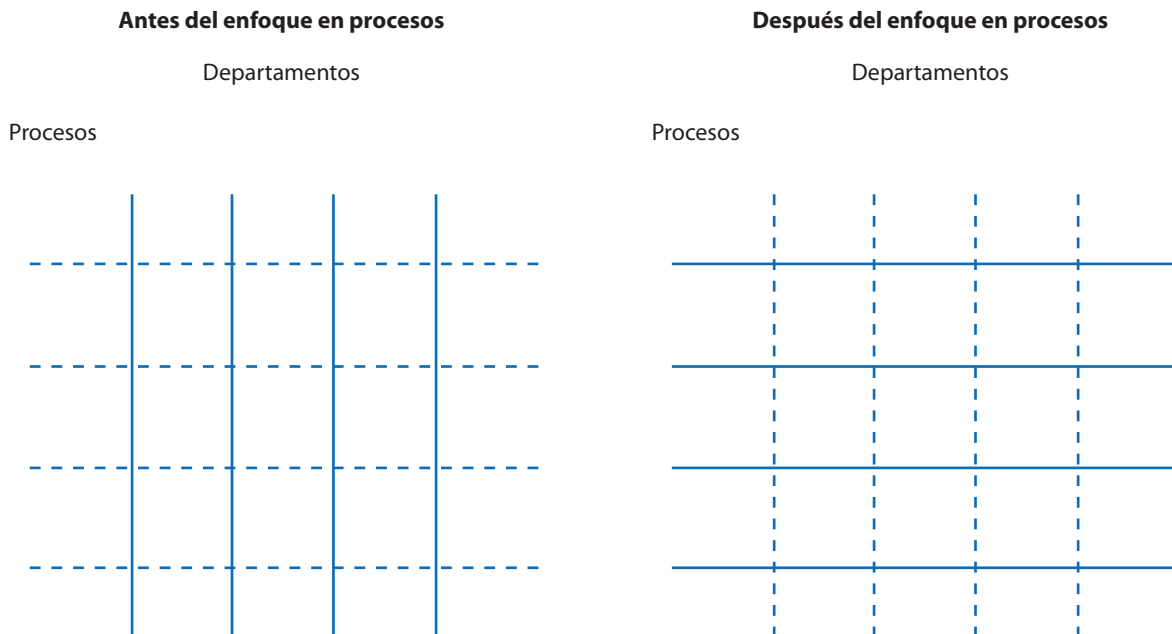 Antes del enfoque en procesos
Departamentos
Procesos
Después del enfoque en procesos
Departamentos
Procesos